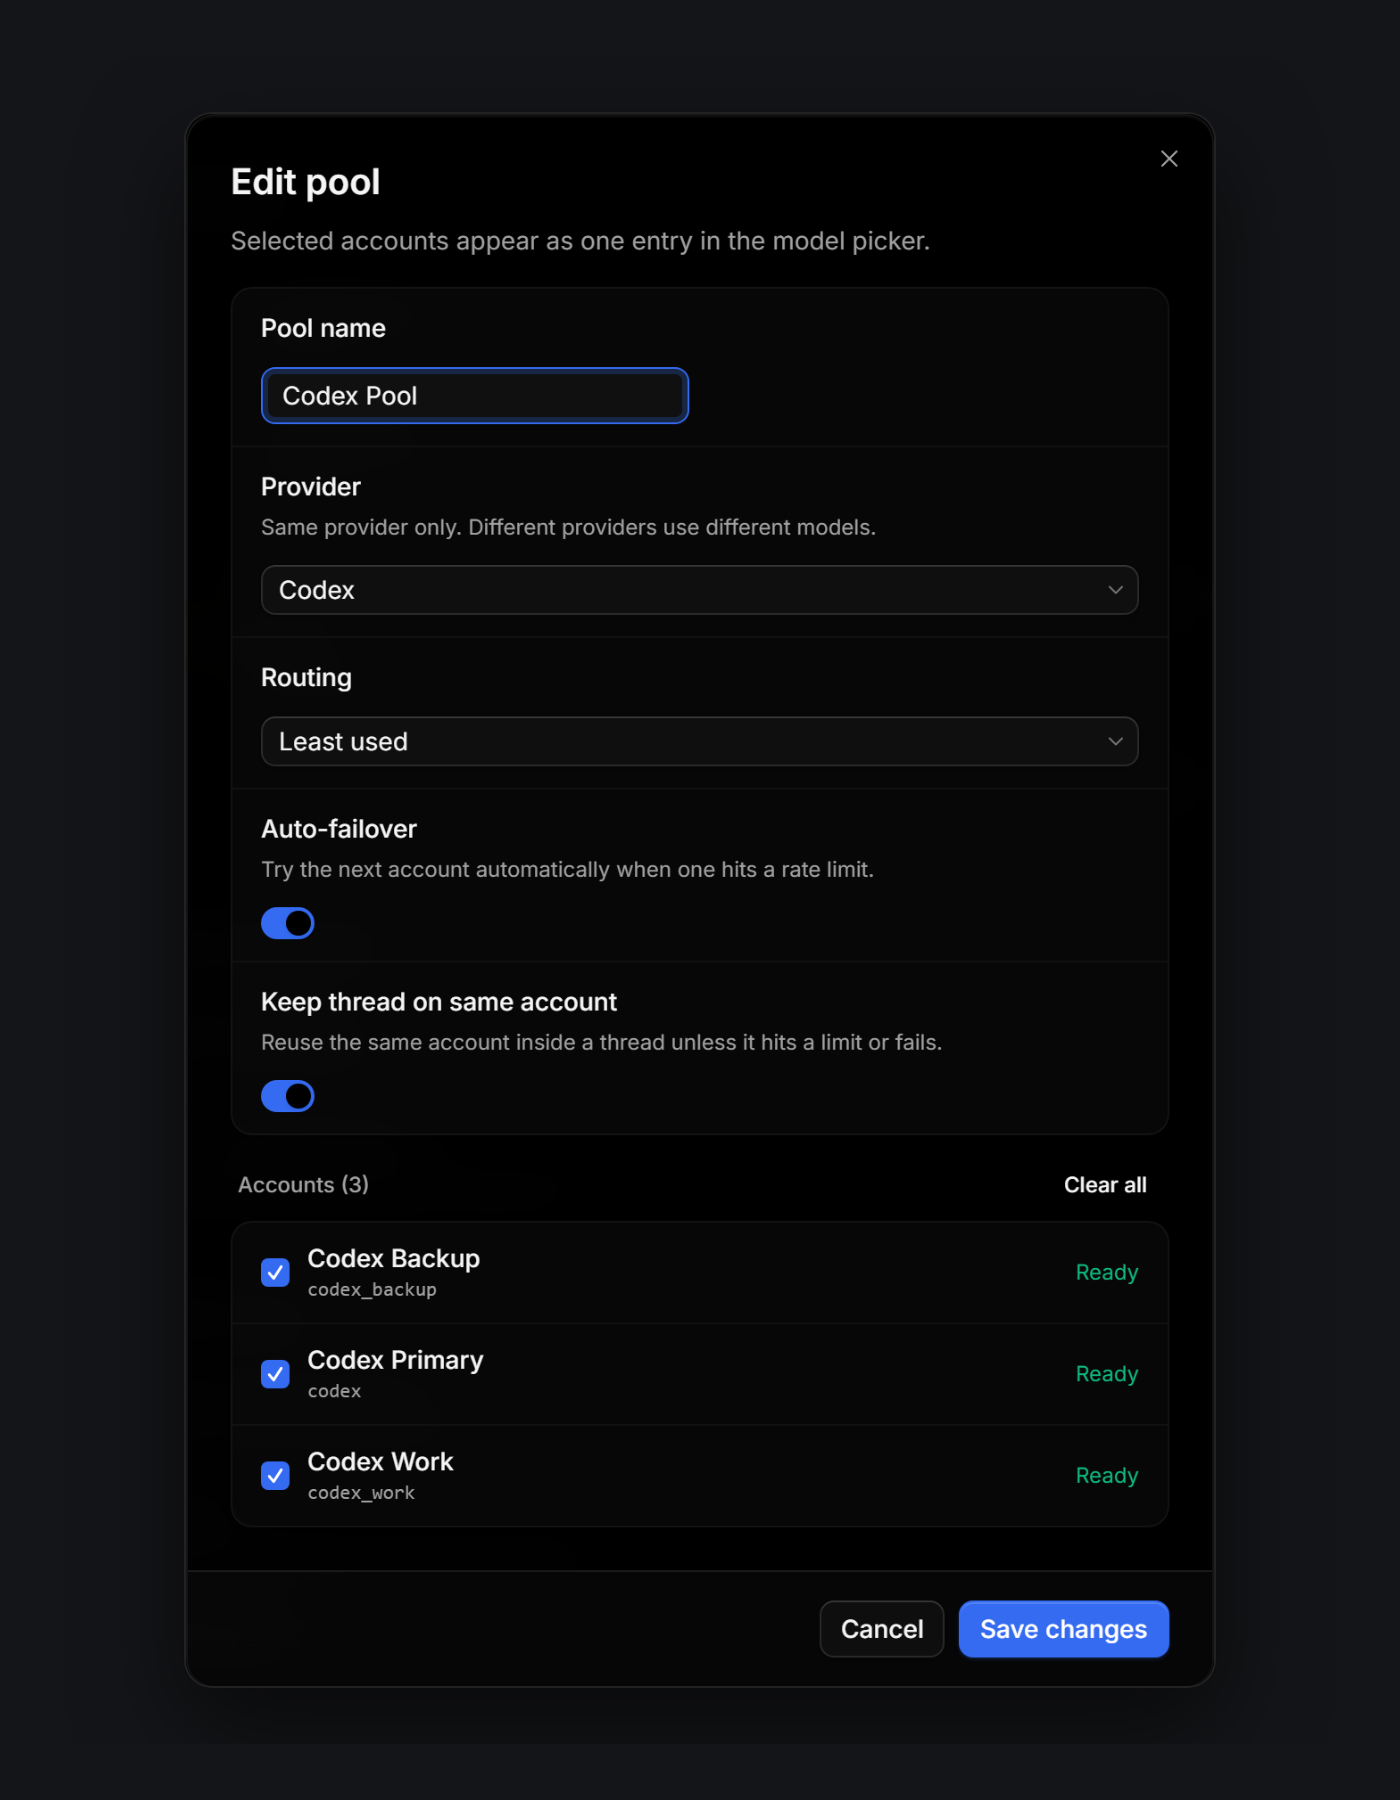 Edit pool
Selected accounts appear as one entry in the model picker.
Pool name
Codex Pool
Provider
Same provider only. Different providers use different models.
Codex
Routing
Least used
Auto-failover
Try the next account automatically when one hits a rate limit.
Keep thread on same account
Reuse the same account inside a thread unless it hits a limit or fails.
Accounts (3)
Clear all
Codex Backup
codex_backup
Ready
Codex Primary
codex
Ready
Codex Work
codex_work
Ready
Cancel
Save changes